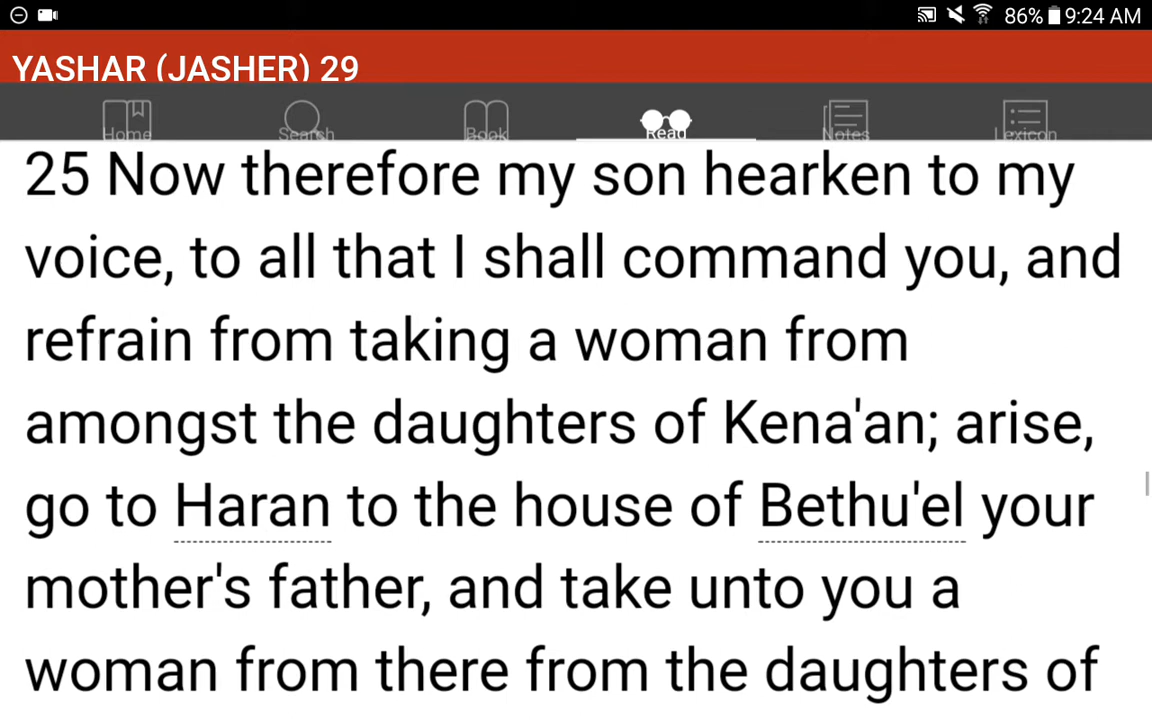 86% 9:24 AM
YASHAR (JASHER) 29
Home Search Book Read Notes Lexicon
25 Now therefore my son hearken to my
voice, to all that I shall command you, and
refrain from taking a woman from
amongst the daughters of Kena'an; arise,
go to Haran to the house of Bethu'el your
mother's father, and take unto you a
woman from there from the daughters of